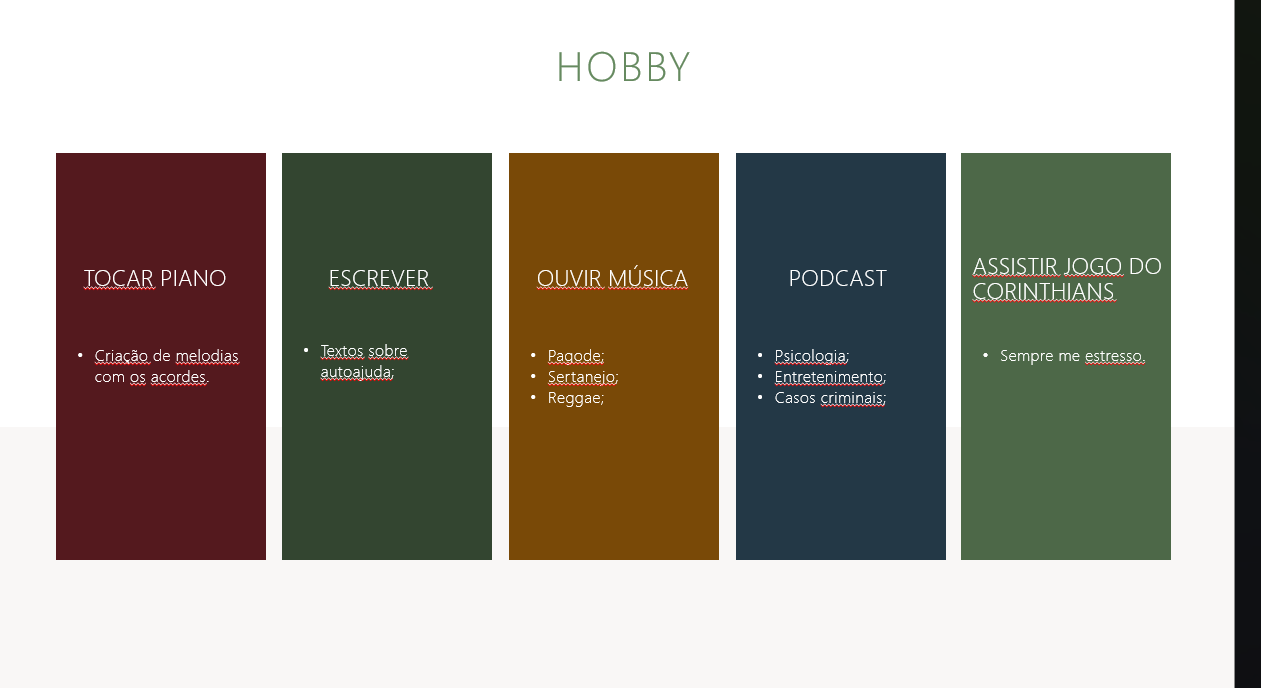 HOBBY
TOCAR PIANO
• Criação de melodias
com os acordes.
ESCREVER
• Textos sobre
autoajuda;
OUVIR MÚSICA
• Pagode;
• Sertanejo;
• Reggae;
PODCAST
• Psicologia;
• Entretenimento;
• Casos criminais;
ASSISTIR JOGO DO
CORINTHIANS
• Sempre me estresso.